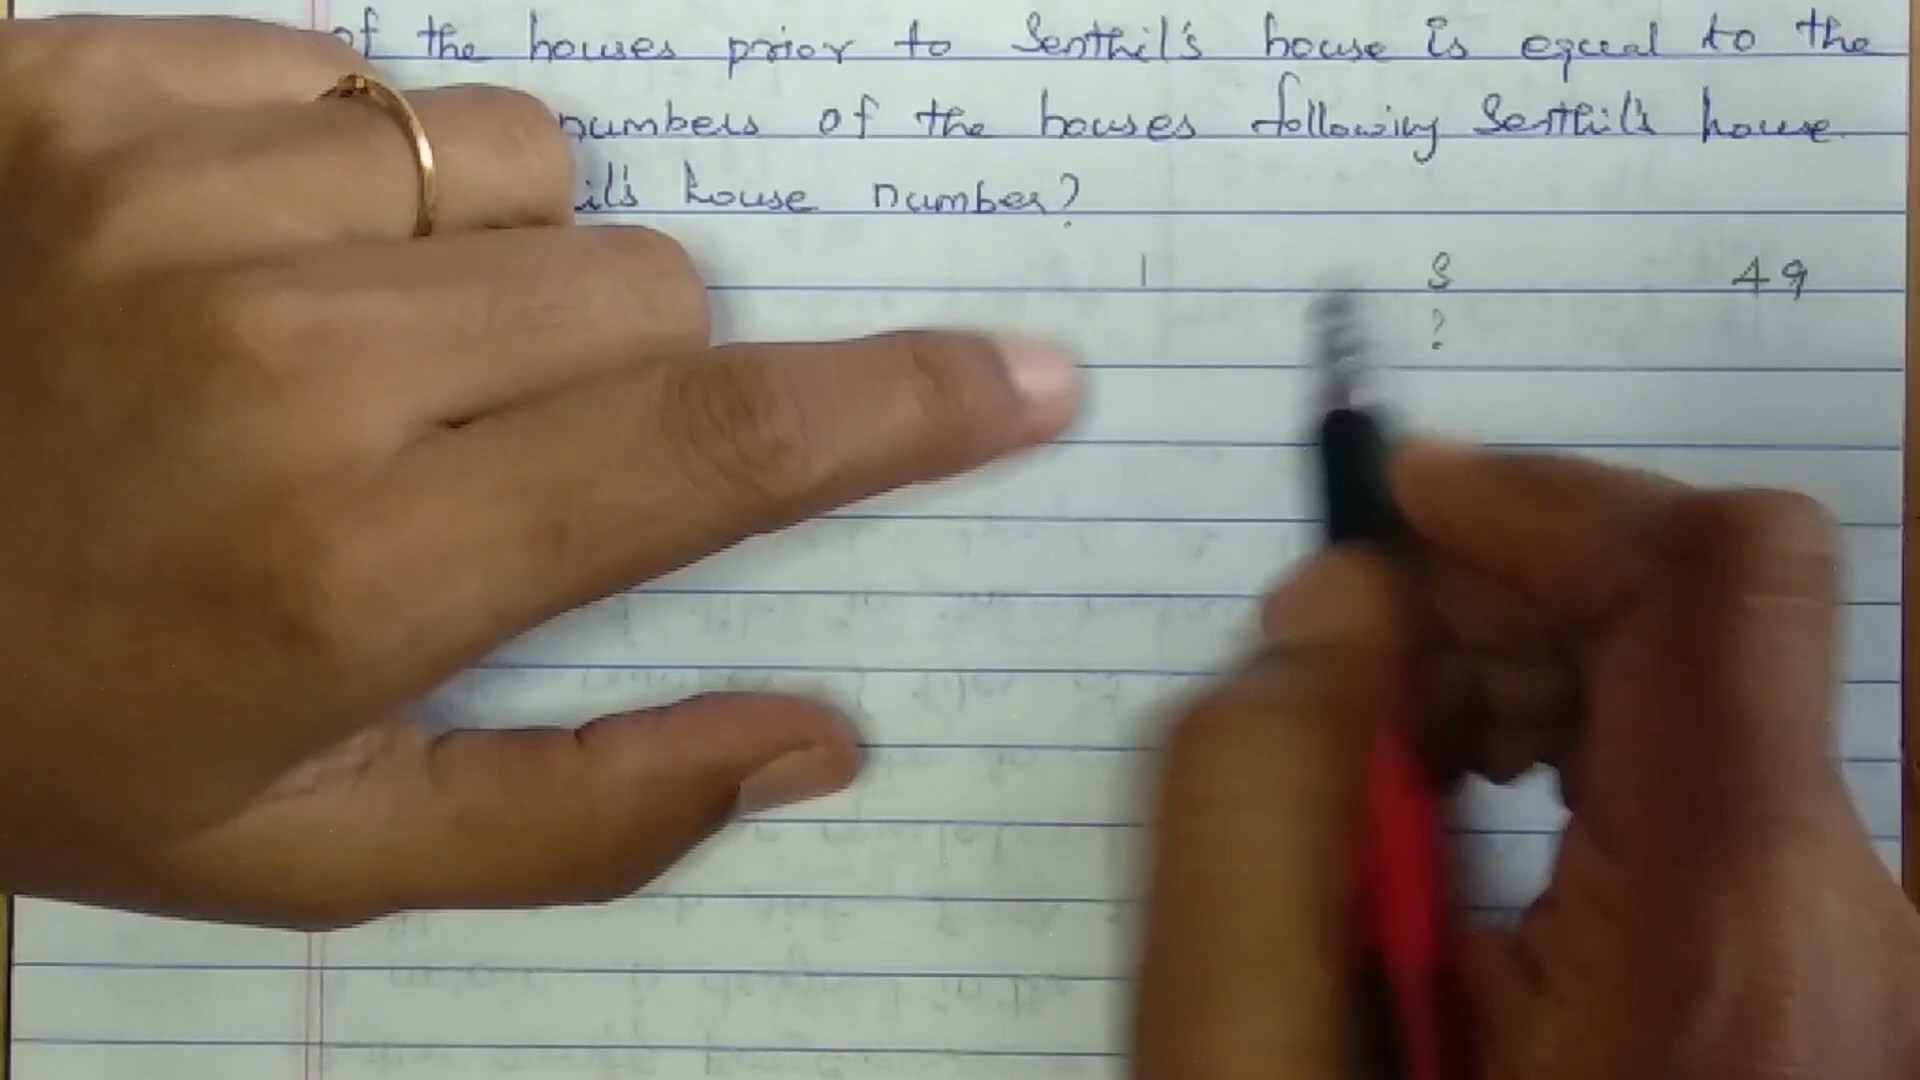 of the houses prior to Senthil's house is equal to the
numbers of the houses following Senthil's house
il's house number?
1 S 49
?